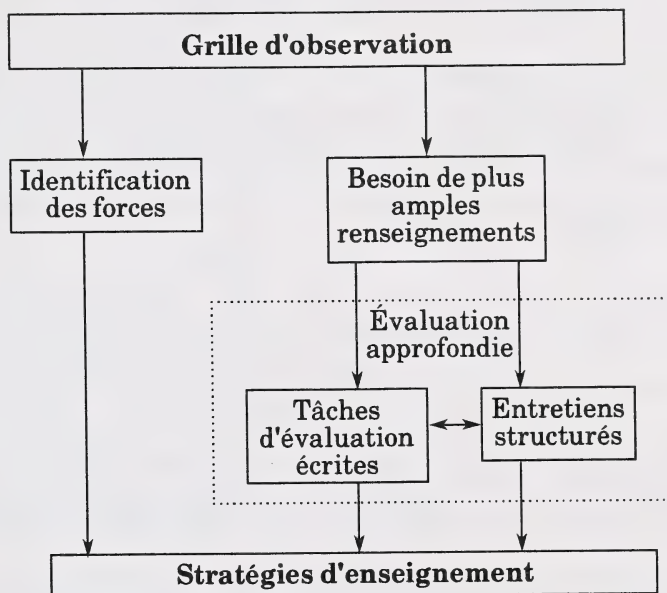 Grille d'observation
Identification
des forces
Besoin de plus
amples
renseignements
Évaluation
approfondie
Tâches
d'évaluation
écrites
Entretiens
structurés
Stratégies d'enseignement